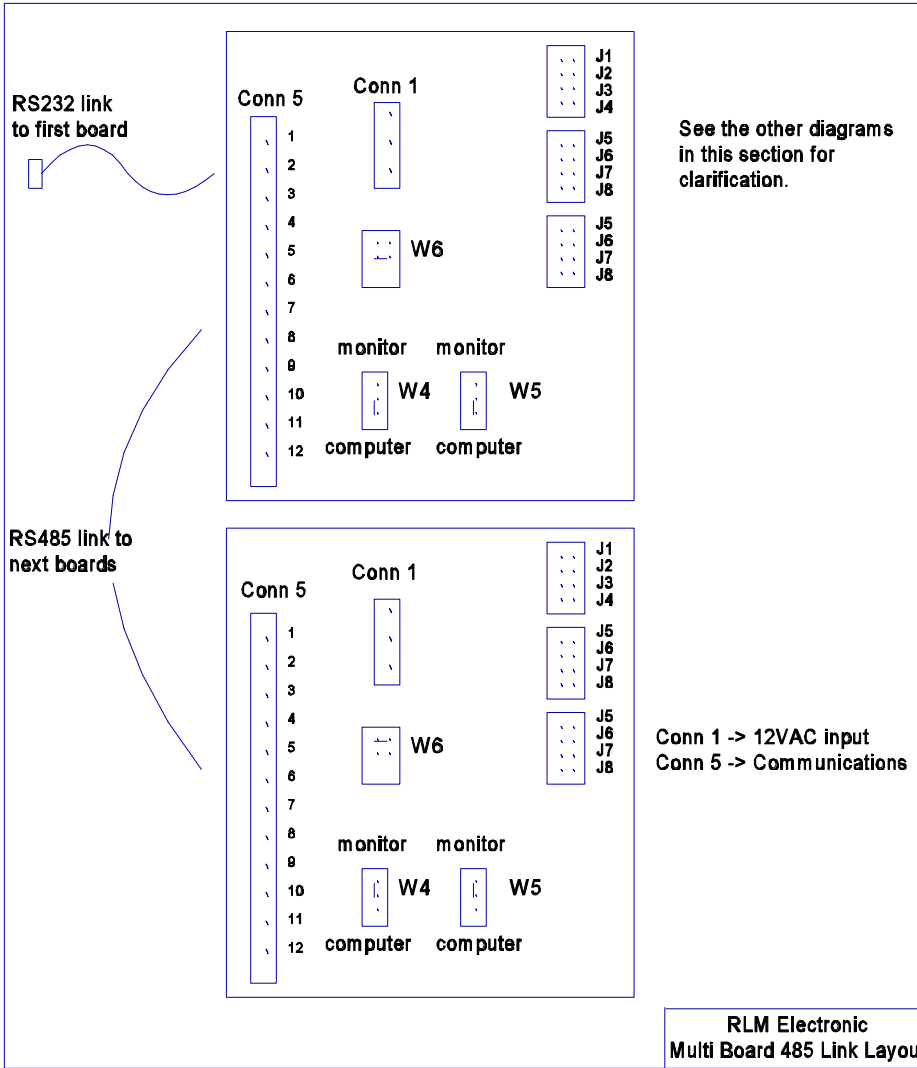 RS232 link
to first board
Conn 5
1
2
3
4
5
6
7
8
9
10
11
12
Conn 1
W6
monitor
monitor
W4
W5
computer
computer
J1
J2
J3
J4
J5
J6
J7
J8
J5
J6
J7
J8
See the other diagrams
in this section for
clarification.
RS485 link to
next boards
Conn 5
1
2
3
4
5
6
7
8
9
10
11
12
Conn 1
W6
monitor
monitor
W4
W5
computer
computer
J1
J2
J3
J4
J5
J6
J7
J8
J5
J6
J7
J8
Conn 1 -> 12VAC input
Conn 5 -> Communications
RLM Electronic
Multi Board 485 Link Layou